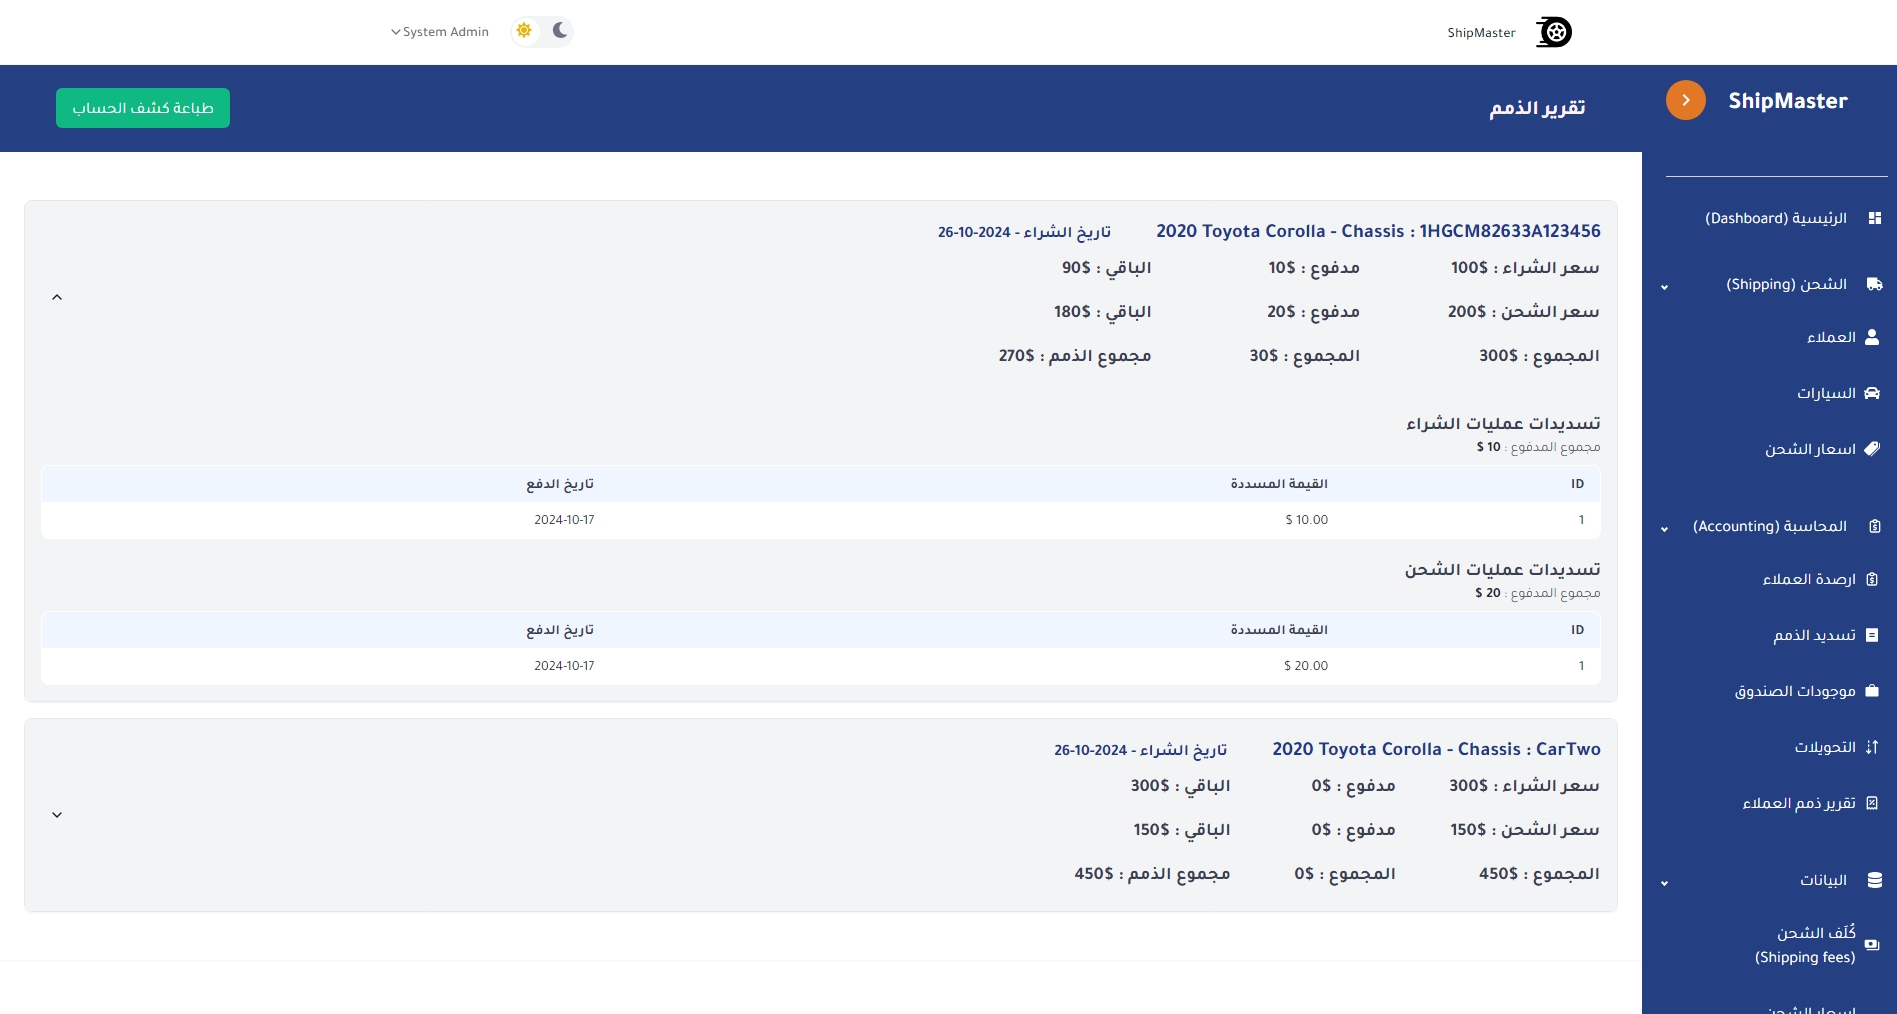 ShipMaster
System Admin
ShipMaster
تقرير الذمم
طباعة كشف الحساب
الرئيسية (Dashboard)
الشحن (Shipping)
العملاء
السيارات
اسعار الشحن
المحاسبة (Accounting)
ارصدة العملاء
تسديد الذمم
موجودات الصندوق
التحويلات
تقرير ذمم العملاء
البيانات
كُلَف الشحن
(Shipping fees)
اسعار الشحن
2020 Toyota Corolla - Chassis : 1HGCM82633A123456 تاريخ الشراء - 2024-10-26
سعر الشراء : $100 مدفوع : $10 الباقي : $90
سعر الشحن : $200 مدفوع : $20 الباقي : $180
المجموع : $300 المجموع : $30 مجموع الذمم : $270
تسديدات عمليات الشراء
مجموع المدفوع : 10 $
ID القيمة المسددة تاريخ الدفع
1 10.00 $ 2024-10-17
تسديدات عمليات الشحن
مجموع المدفوع : 20 $
ID القيمة المسددة تاريخ الدفع
1 20.00 $ 2024-10-17
2020 Toyota Corolla - Chassis : CarTwo تاريخ الشراء - 2024-10-26
سعر الشراء : $300 مدفوع : $0 الباقي : $300
سعر الشحن : $150 مدفوع : $0 الباقي : $150
المجموع : $450 المجموع : $0 مجموع الذمم : $450